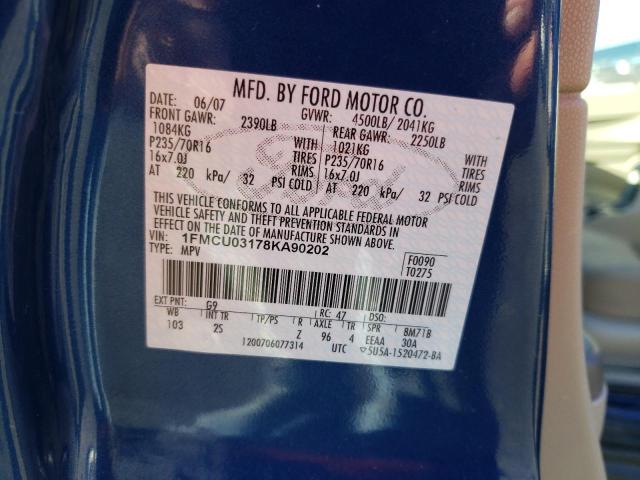 MFD. BY FORD MOTOR CO.
DATE: 06/07 GVWR: 4500LB/ 2041KG
FRONT GAWR: 2390LB REAR GAWR: 2250LB
1084KG WITH 1021KG WITH
P235/70R16 TIRES P235/70R16 TIRES
16x7.0J RIMS 16x7.0J RIMS
AT 220 kPa/ 32 PSI COLD AT 220 kPa/ 32 PSI COLD
THIS VEHICLE CONFORMS TO ALL APPLICABLE FEDERAL MOTOR
VEHICLE SAFETY AND THEFT PREVENTION STANDARDS IN
EFFECT ON THE DATE OF MANUFACTURE SHOWN ABOVE.
VIN: 1FMCU03178KA90202
TYPE: MPV
F0090
T0275
EXT PNT: G9 RC: 47 DSO:
WB INT TR TP/PS R AXLE TR SPR BM71B
103 2S Z 96 4 EEAA 30A
1200706077314 UTC 5U5A-1520472-BA
Ford